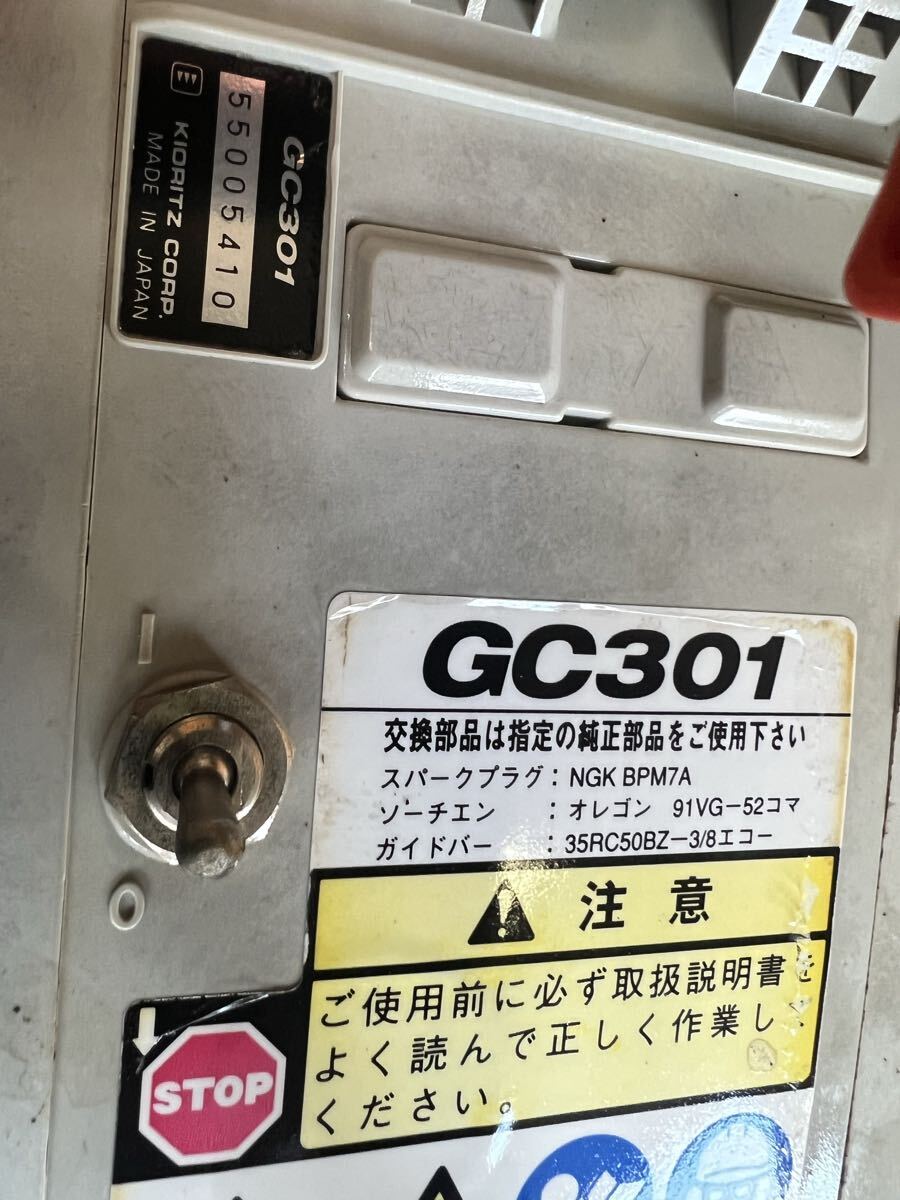 GC301
55005410
KIORITZ CORP.
MADE IN JAPAN
GC301
交換部品は指定の純正部品をご使用下さい
スパークプラグ：NGK BPM7A
ソーチエン ：オレゴン 91VG−52コマ
ガイドバー ：35RC50BZ−3/8エコー
注 意
ご使用前に必ず取扱説明書を
よく読んで正しく作業し
ください。
STOP